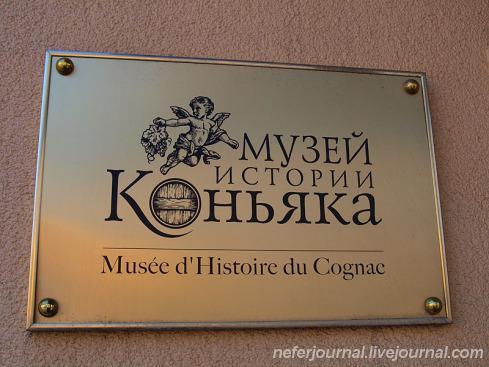 МУЗЕЙ
ИСТОРИИ
КОНЬЯКА
Musée d'Histoire du Cognac
neferjournal.livejournal.com